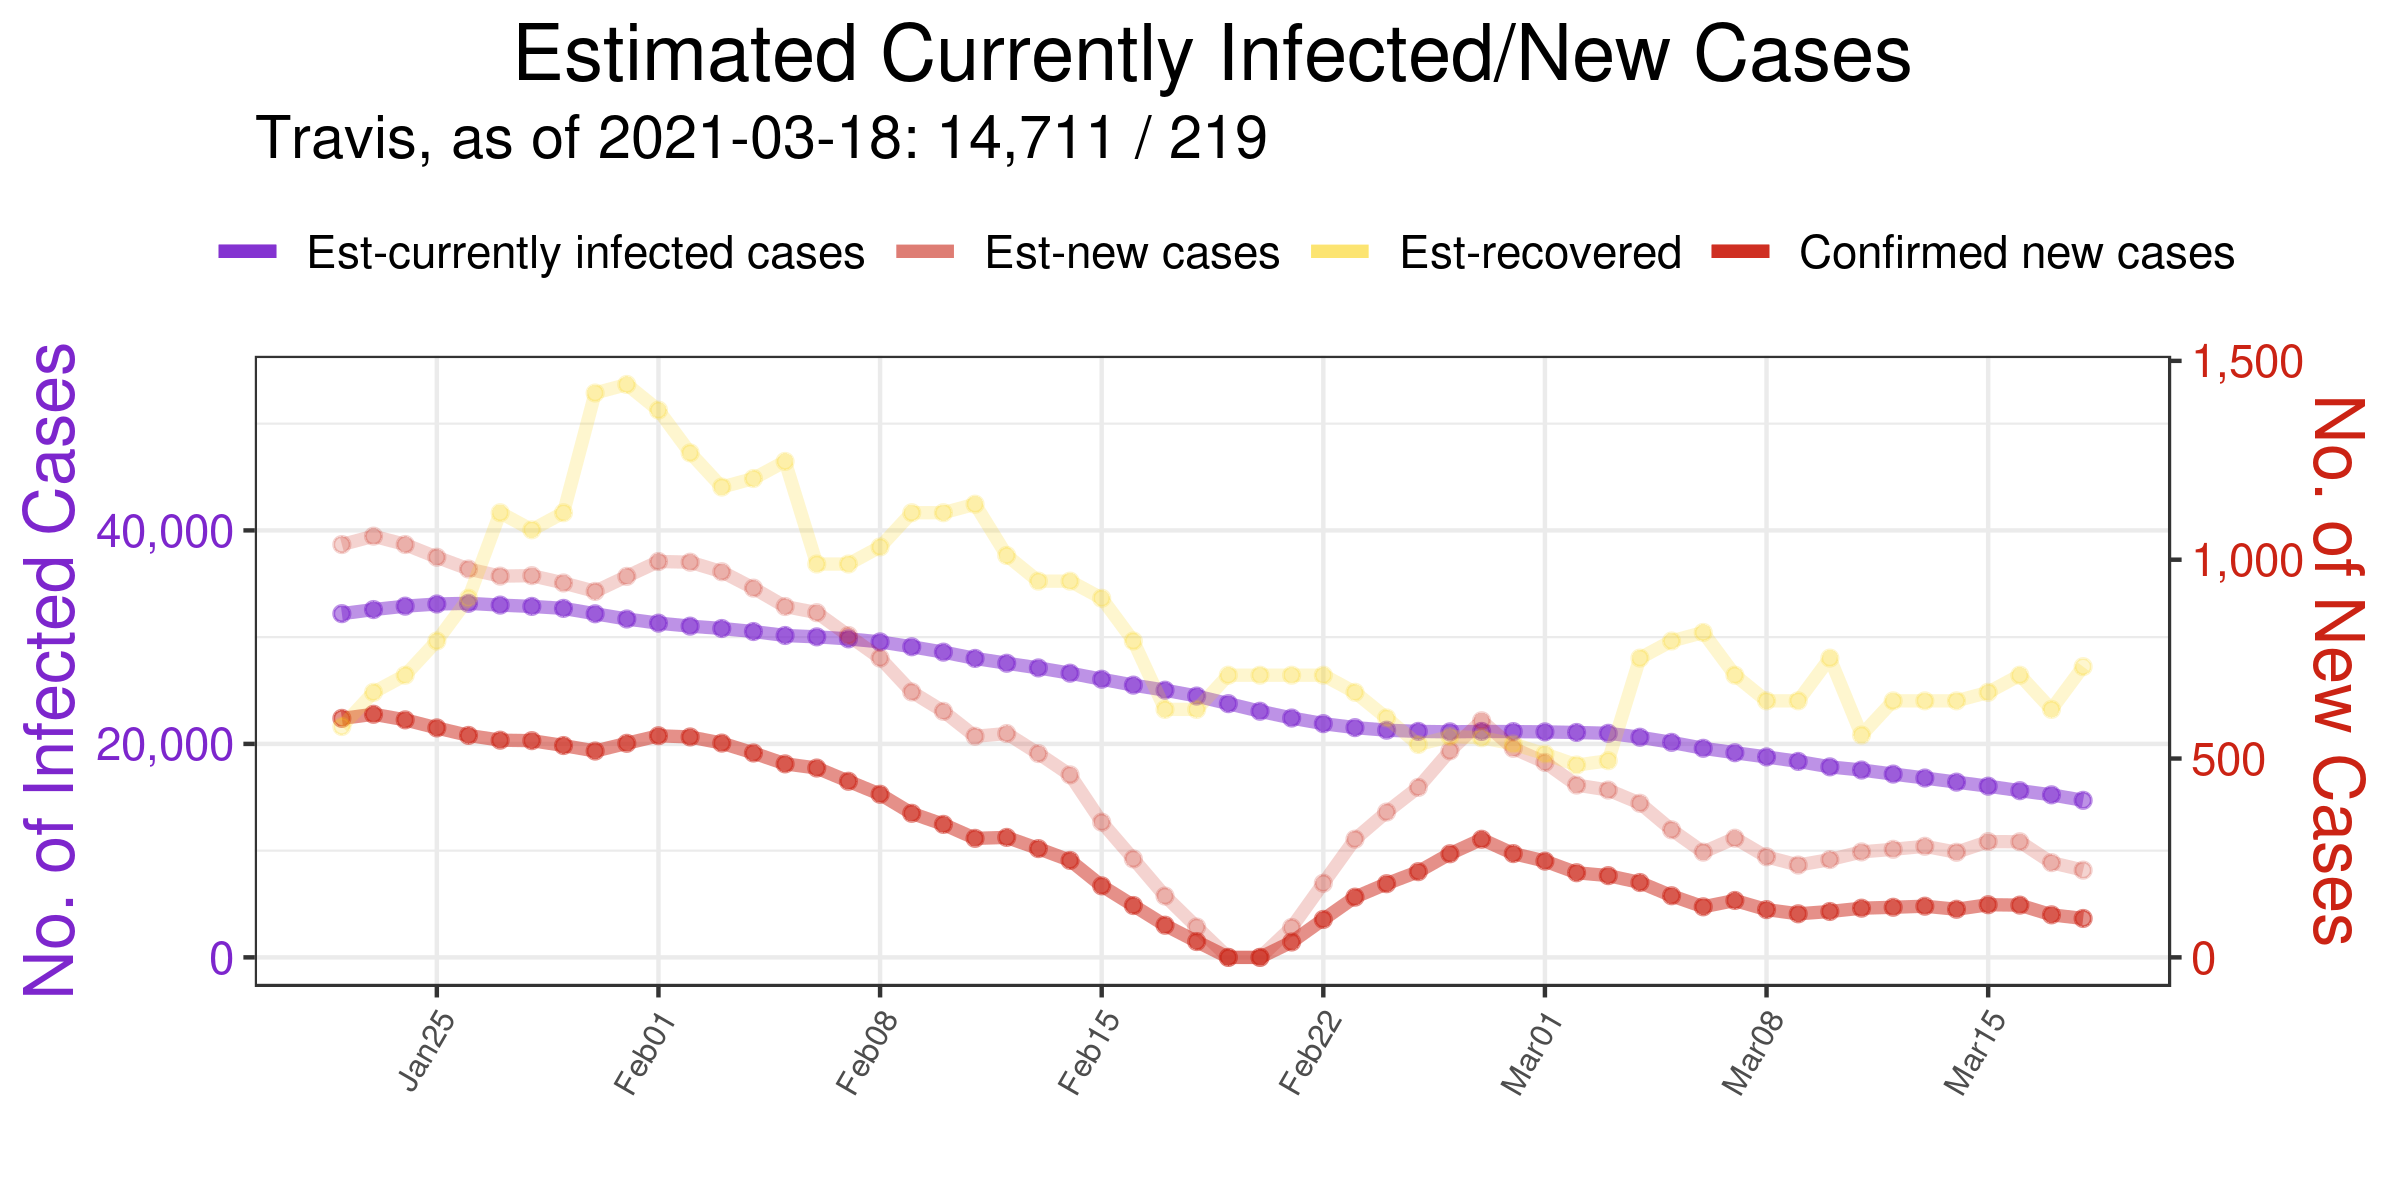 Estimated Currently Infected/New Cases
Travis, as of 2021-03-18: 14,711 / 219
Est-currently infected cases Est-new cases Est-recovered Confirmed new cases
No. of Infected Cases
40,000
20,000
0
1,500
1,000
500
0
No. of New Cases
Jan25 Feb01 Feb08 Feb15 Feb22 Mar01 Mar08 Mar15